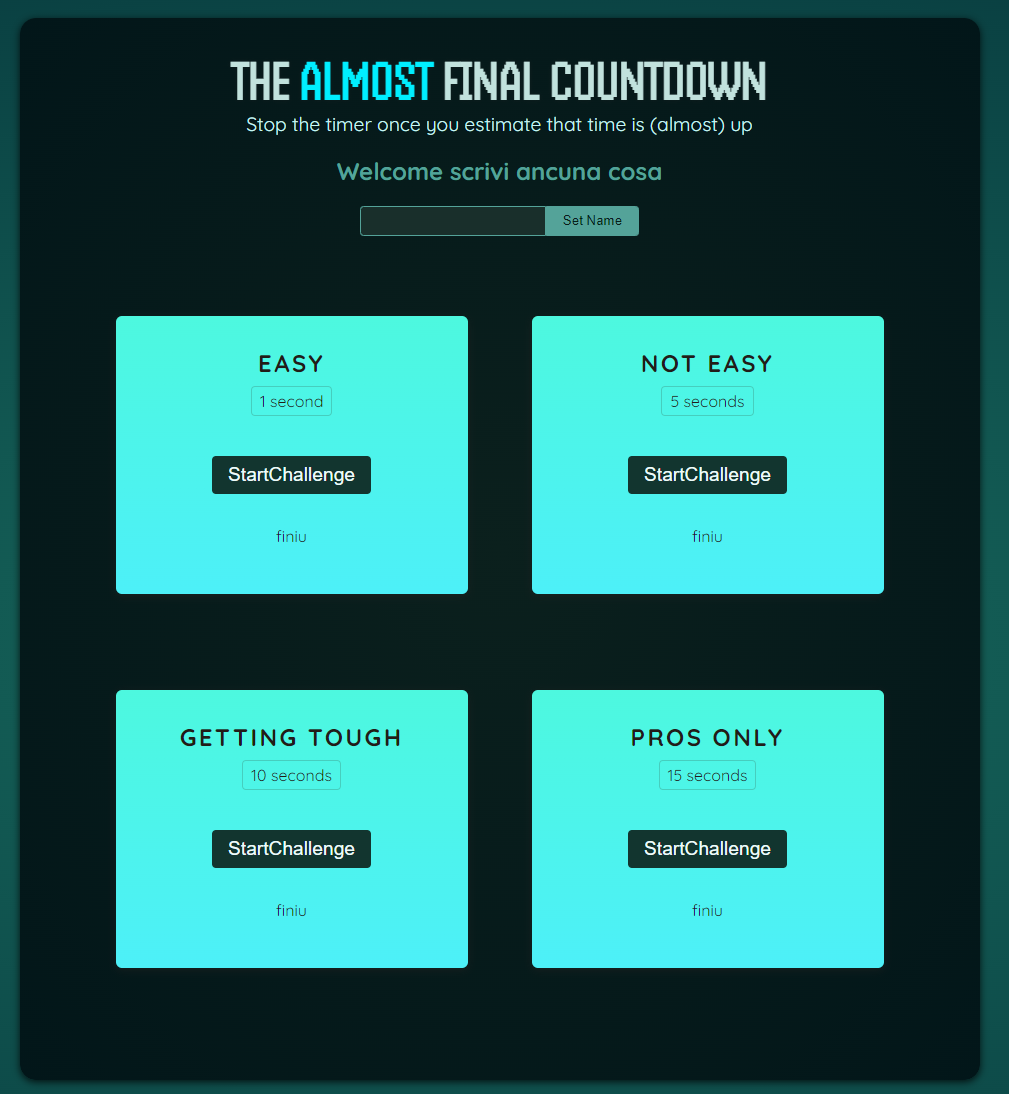 THE ALMOST FINAL COUNTDOWN
Stop the timer once you estimate that time is (almost) up
Welcome scrivi ancuna cosa
Set Name
EASY
1 second
StartChallenge
finiu
NOT EASY
5 seconds
StartChallenge
finiu
GETTING TOUGH
10 seconds
StartChallenge
finiu
PROS ONLY
15 seconds
StartChallenge
finiu